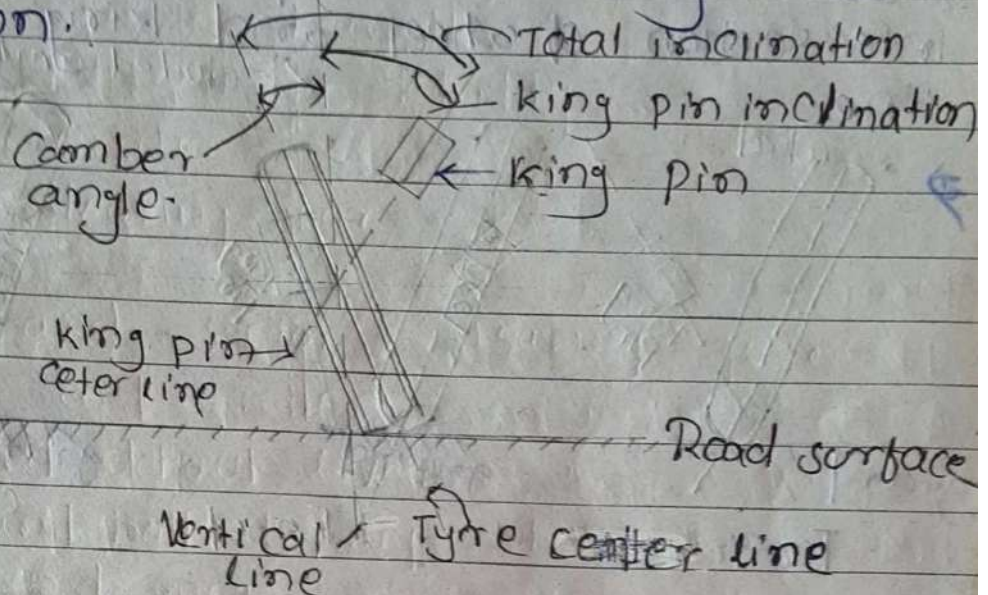 on.
Total inclination
king pin inclination
Camber
angle.
King Pin
King pin
Ceter line
Road surface
Vertical
Line
Tyre center line